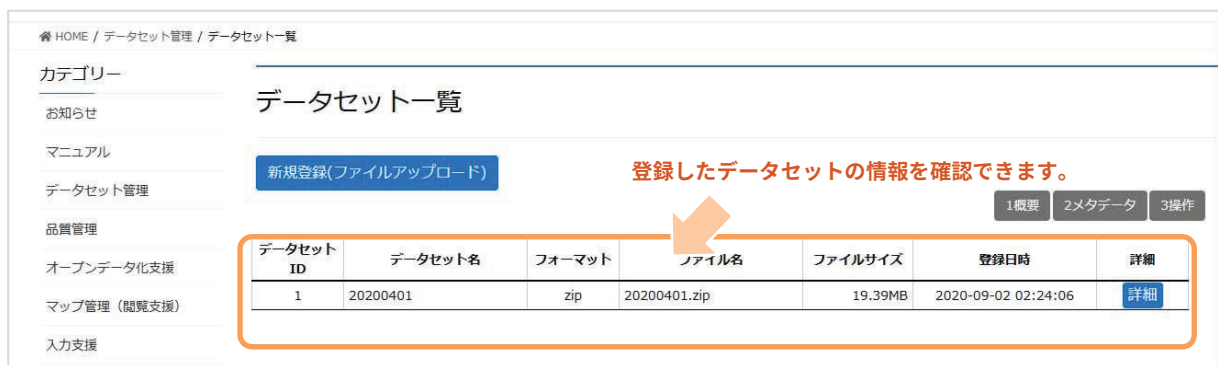 HOME / データセット管理 / データセット一覧
カテゴリー
お知らせ
マニュアル
データセット管理
品質管理
オープンデータ化支援
マップ管理（閲覧支援）
入力支援
データセット一覧
新規登録(ファイルアップロード)
登録したデータセットの情報を確認できます。
1概要 2メタデータ 3操作
データセットID データセット名 フォーマット ファイル名 ファイルサイズ 登録日時 詳細
1 20200401 zip 20200401.zip 19.39MB 2020-09-02 02:24:06 詳細